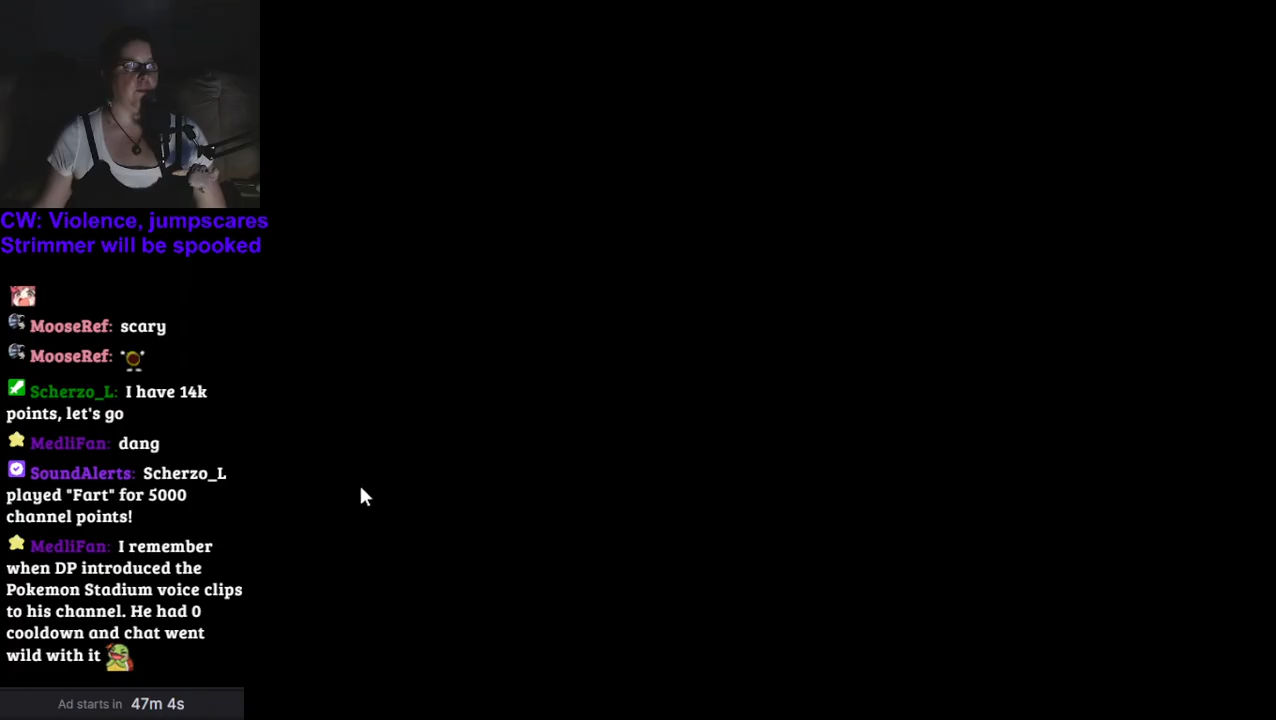 CW: Violence, jumpscares
Strimmer will be spooked
MooseRef: scary
MooseRef:
Scherzo_L: I have 14k
points, let's go
MedliFan: dang
SoundAlerts: Scherzo_L
played "Fart" for 5000
channel points!
MedliFan: I remember
when DP introduced the
Pokemon Stadium voice clips
to his channel. He had 0
cooldown and chat went
wild with it
Ad starts in 47m 4s